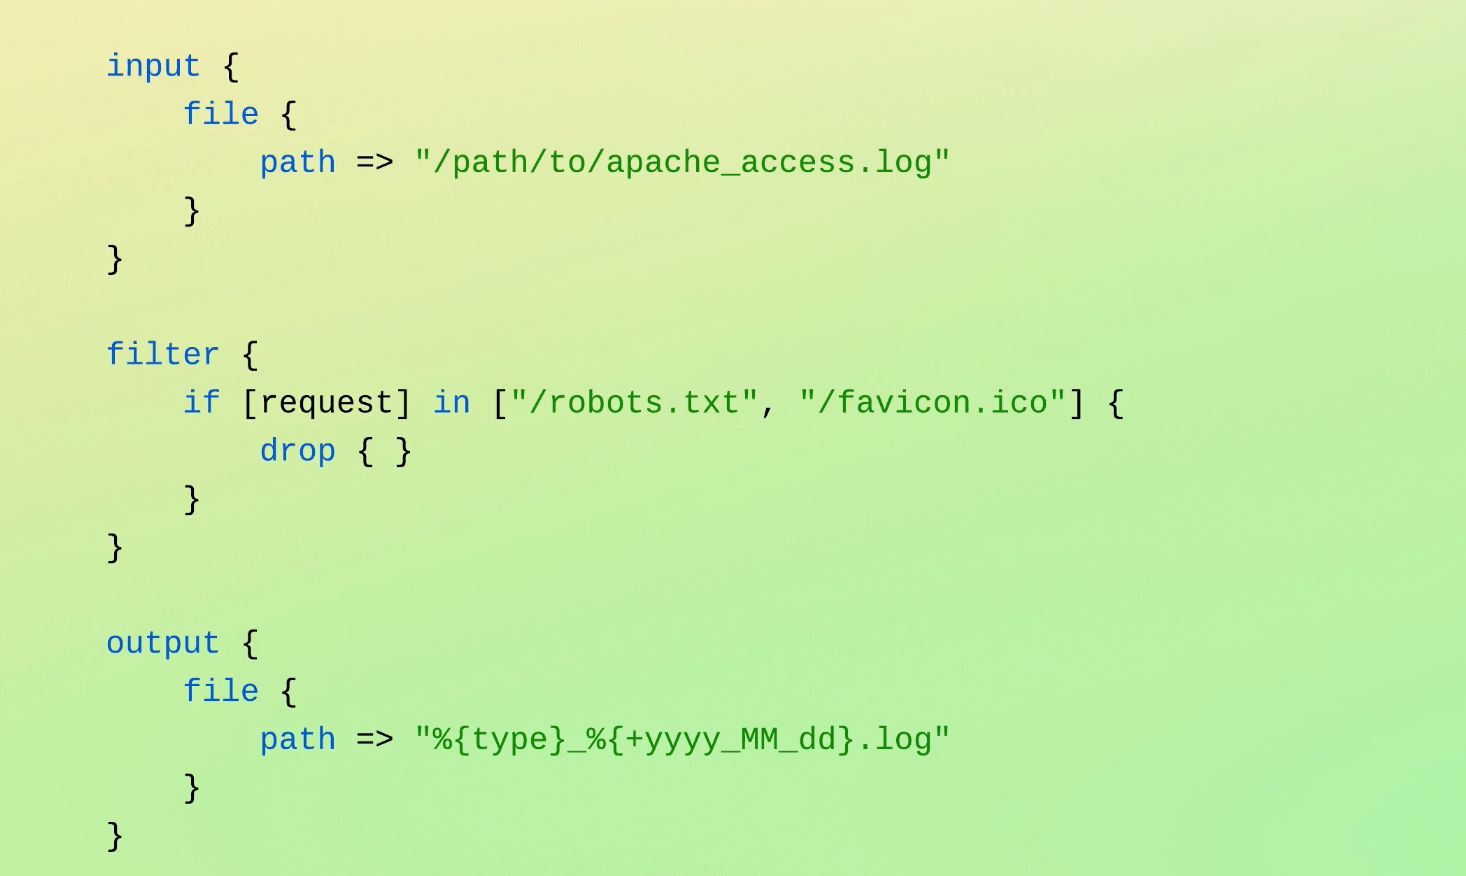 input {
    file {
        path => "/path/to/apache_access.log"
    }
}

filter {
    if [request] in ["/robots.txt", "/favicon.ico"] {
        drop { }
    }
}

output {
    file {
        path => "%{type}_%{+yyyy_MM_dd}.log"
    }
}